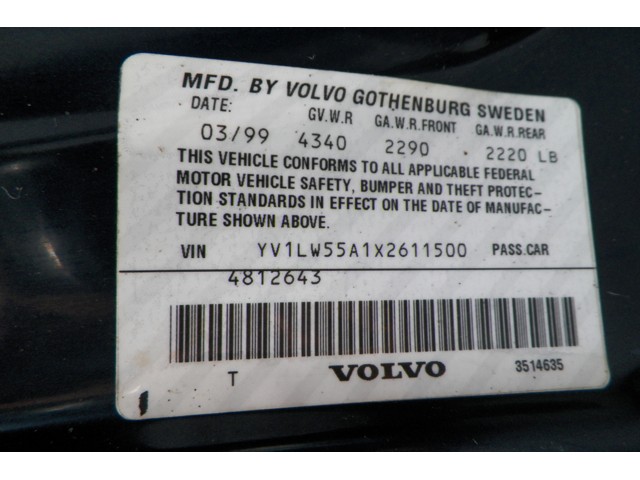 MFD. BY VOLVO GOTHENBURG SWEDEN
DATE: GV.W.R GA.W.R.FRONT GA.W.R.REAR
03/99 4340 2290 2220 LB
THIS VEHICLE CONFORMS TO ALL APPLICABLE FEDERAL
MOTOR VEHICLE SAFETY, BUMPER AND THEFT PROTEC-
TION STANDARDS IN EFFECT ON THE DATE OF MANUFAC-
TURE SHOWN ABOVE.
VIN YV1LW55A1X2611500 PASS.CAR
4812643
T VOLVO 3514635